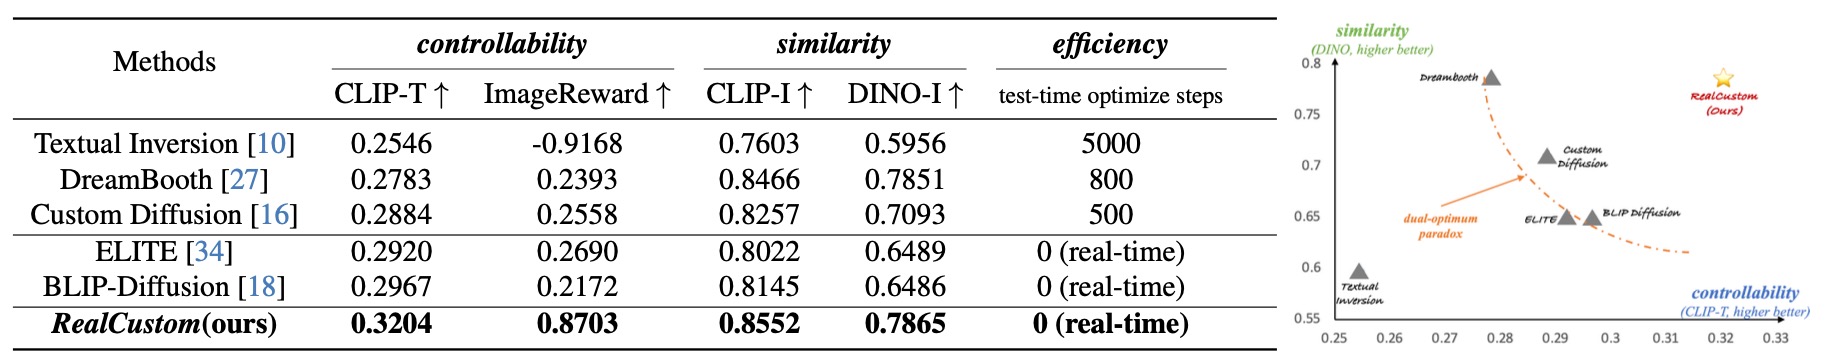 Methods controllability similarity efficiency
CLIP-T ↑ ImageReward ↑ CLIP-I ↑ DINO-I ↑ test-time optimize steps
Textual Inversion [10] 0.2546 -0.9168 0.7603 0.5956 5000
DreamBooth [27] 0.2783 0.2393 0.8466 0.7851 800
Custom Diffusion [16] 0.2884 0.2558 0.8257 0.7093 500
ELITE [34] 0.2920 0.2690 0.8022 0.6489 0 (real-time)
BLIP-Diffusion [18] 0.2967 0.2172 0.8145 0.6486 0 (real-time)
RealCustom(ours) 0.3204 0.8703 0.8552 0.7865 0 (real-time)
similarity
(DINO, higher better)
0.8
0.75
0.7
0.65
0.6
0.55
Dreambooth
RealCustom
(Ours)
Custom
Diffusion
dual-optimum
paradox
ELITE
BLIP Diffusion
Textual
Inversion
controllability
(CLIP-T, higher better)
0.25 0.26 0.27 0.28 0.29 0.3 0.31 0.32 0.33